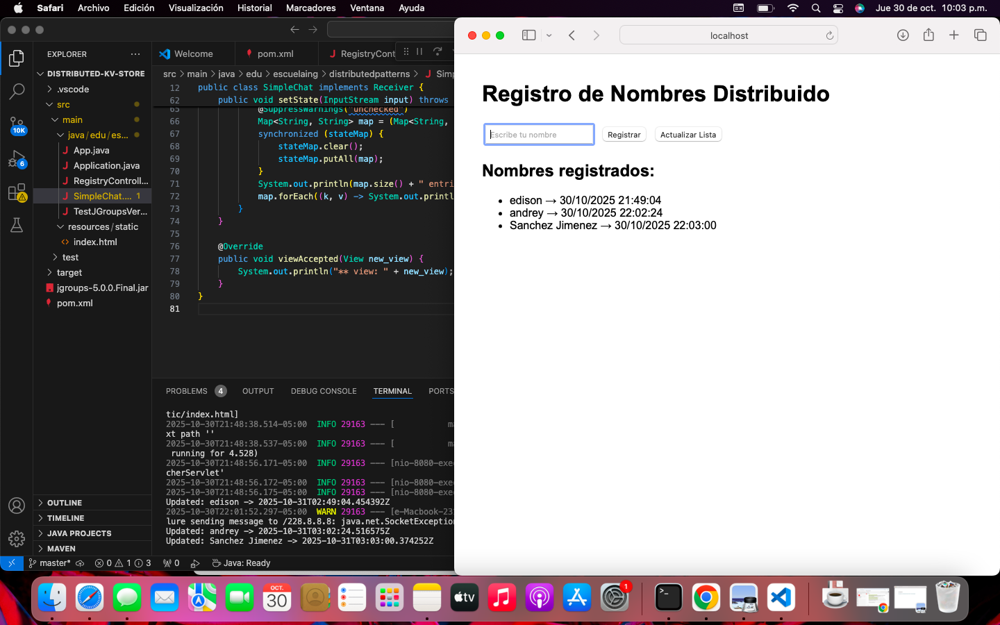 Safari Archivo Edición Visualización Historial Marcadores Ventana Ayuda Jue 30 de oct. 10:03 p.m.
EXPLORER
DISTRIBUTED-KV-STORE
.vscode
src
main
java/edu/es...
App.java
Application.java
RegistryControll...
SimpleChat.... 1
TestJGroupsVer...
resources/static
index.html
test
target
jgroups-5.0.0.Final.jar
pom.xml
OUTLINE
TIMELINE
JAVA PROJECTS
MAVEN
10K
6
Welcome pom.xml RegistryCont
src > main > java > edu > escuelaing > distributedpatterns > Sim
12 public class SimpleChat implements Receiver {
62 public void setState(InputStream input) throws
65 @SuppressWarnings("unchecked")
66 Map<String, String> map = (Map<String,
67 synchronized (stateMap) {
68 stateMap.clear();
69 stateMap.putAll(map);
70 }
71 System.out.println(map.size() + " entri
72 map.forEach((k, v) -> System.out.printl
73 }
74 }
75
76 @Override
77 public void viewAccepted(View new_view) {
78 System.out.println("** view: " + new_view);
79 }
80 }
81
PROBLEMS 4 OUTPUT DEBUG CONSOLE TERMINAL PORTS
tic/index.html]
2025-10-30T21:48:38.514-05:00 INFO 29163 --- [ ma
xt path ''
2025-10-30T21:48:38.537-05:00 INFO 29163 --- [ ma
running for 4.528)
2025-10-30T21:48:56.171-05:00 INFO 29163 --- [nio-8080-exe
cherServlet'
2025-10-30T21:48:56.172-05:00 INFO 29163 --- [nio-8080-exe
2025-10-30T21:48:56.175-05:00 INFO 29163 --- [nio-8080-exe
Updated: edison -> 2025-10-31T02:49:04.454392Z
2025-10-30T22:01:52.297-05:00 WARN 29163 --- [e-Macbook-23
lure sending message to /228.8.8.8: java.net.SocketException
Updated: andrey -> 2025-10-31T03:02:24.516575Z
Updated: Sanchez Jimenez -> 2025-10-31T03:03:00.374252Z
master* 0 1 3 0 Java: Ready
localhost
Registro de Nombres Distribuido
Escribe tu nombre Registrar Actualizar Lista
Nombres registrados:
• edison → 30/10/2025 21:49:04
• andrey → 30/10/2025 22:02:24
• Sanchez Jimenez → 30/10/2025 22:03:00
OCT.
30
tv
1